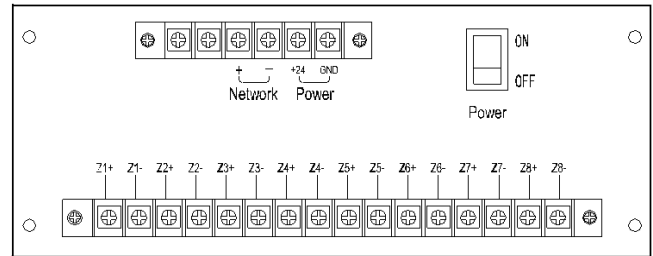 ON
+ − +24 GND
OFF
Network Power
Power
Z1+ Z1- Z2+ Z2- Z3+ Z3- Z4+ Z4- Z5+ Z5- Z6+ Z6- Z7+ Z7- Z8+ Z8-